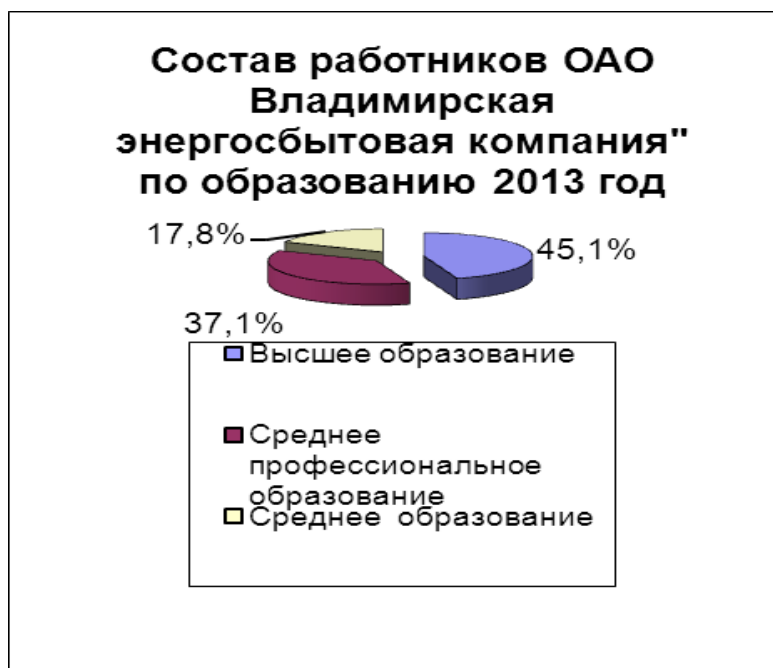 Состав работников ОАО
Владимирская
энергосбытовая компания"
по образованию 2013 год
17,8%
45,1%
37,1%
Высшее образование
Среднее
профессиональное
образование
Среднее образование